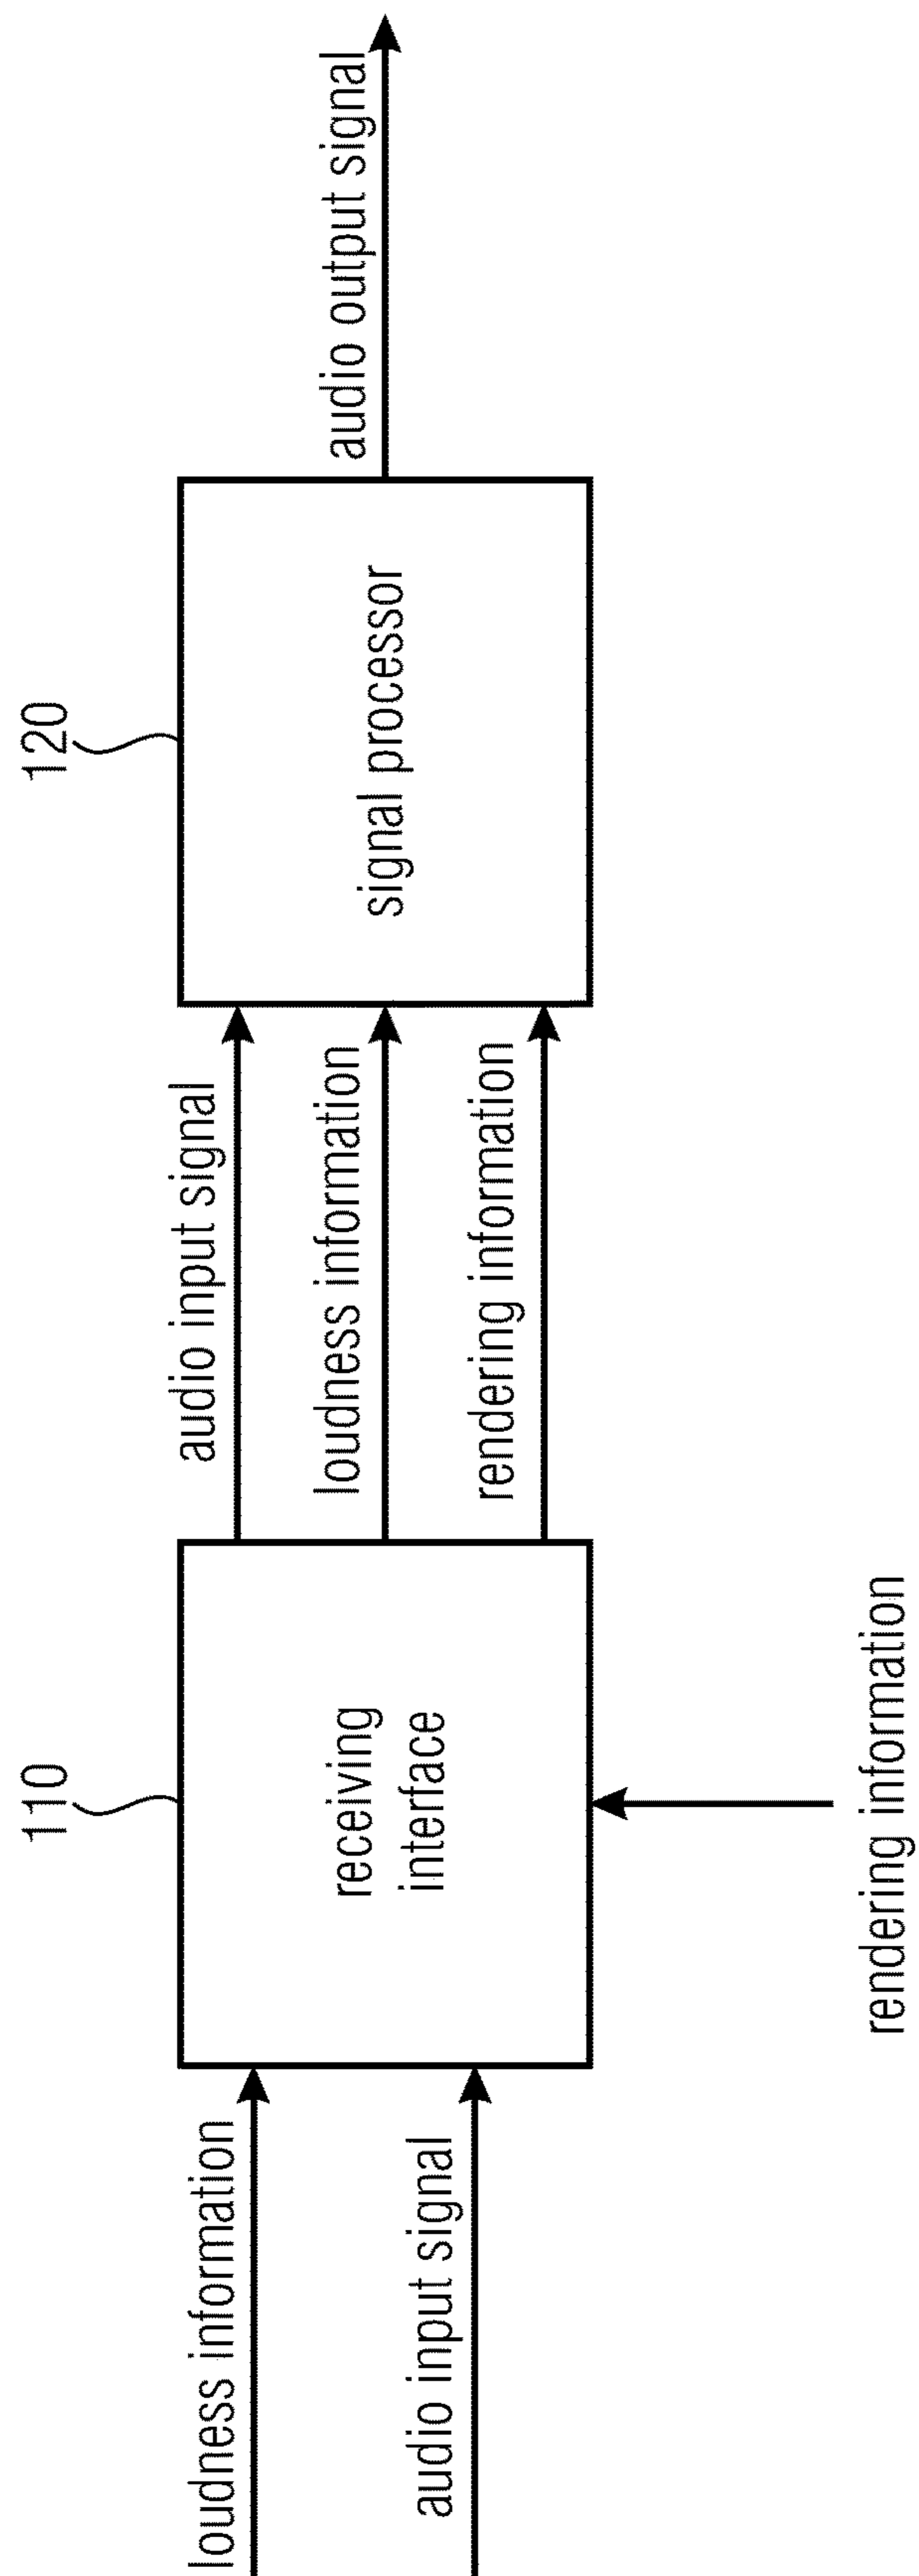 110
120
loudness information
audio input signal
receiving
interface
rendering information
audio input signal
loudness information
rendering information
signal processor
audio output signal